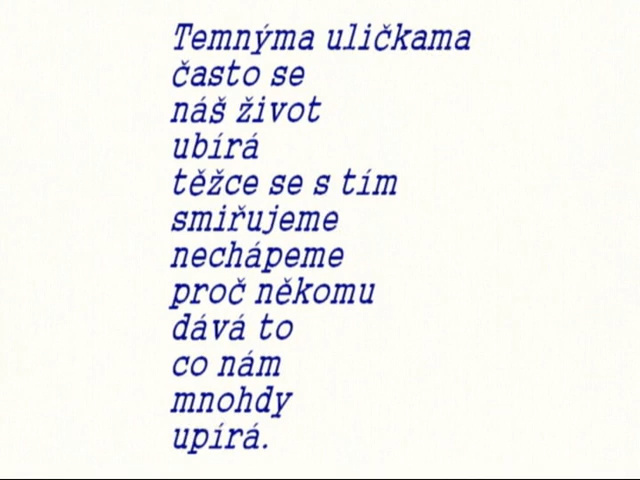 Temnýma uličkama
často se
náš život
ubírá
těžce se s tím
smiřujeme
nechápeme
proč někomu
dává to
co nám
mnohdy
upírá.